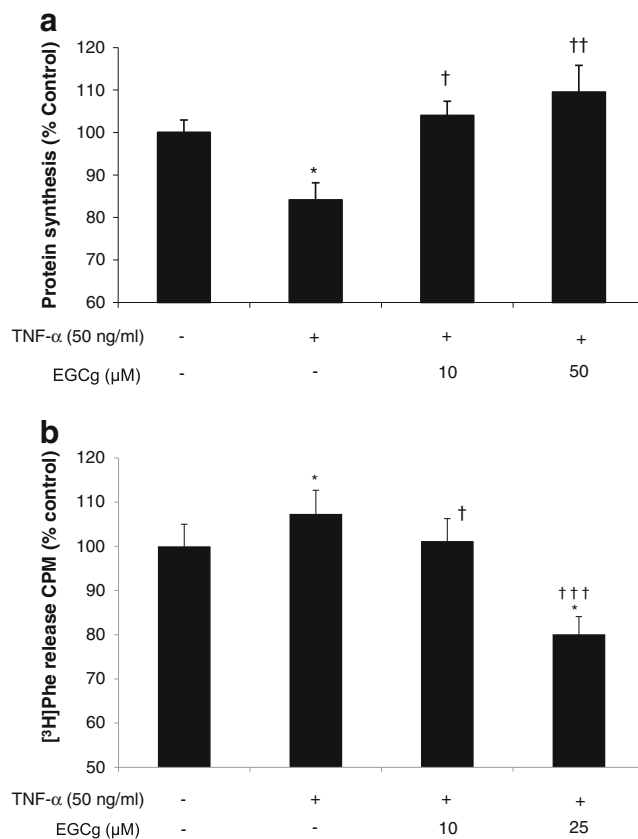 a
Protein synthesis (% Control)
120
110
100
90
80
70
60
*
†
††
TNF-α (50 ng/ml) - + + +
EGCg (µM) - - 10 50
b
[³H]Phe release CPM (% control)
120
110
100
90
80
70
60
50
*
†
†††
*
TNF-α (50 ng/ml) - + + +
EGCg (µM) - - 10 25